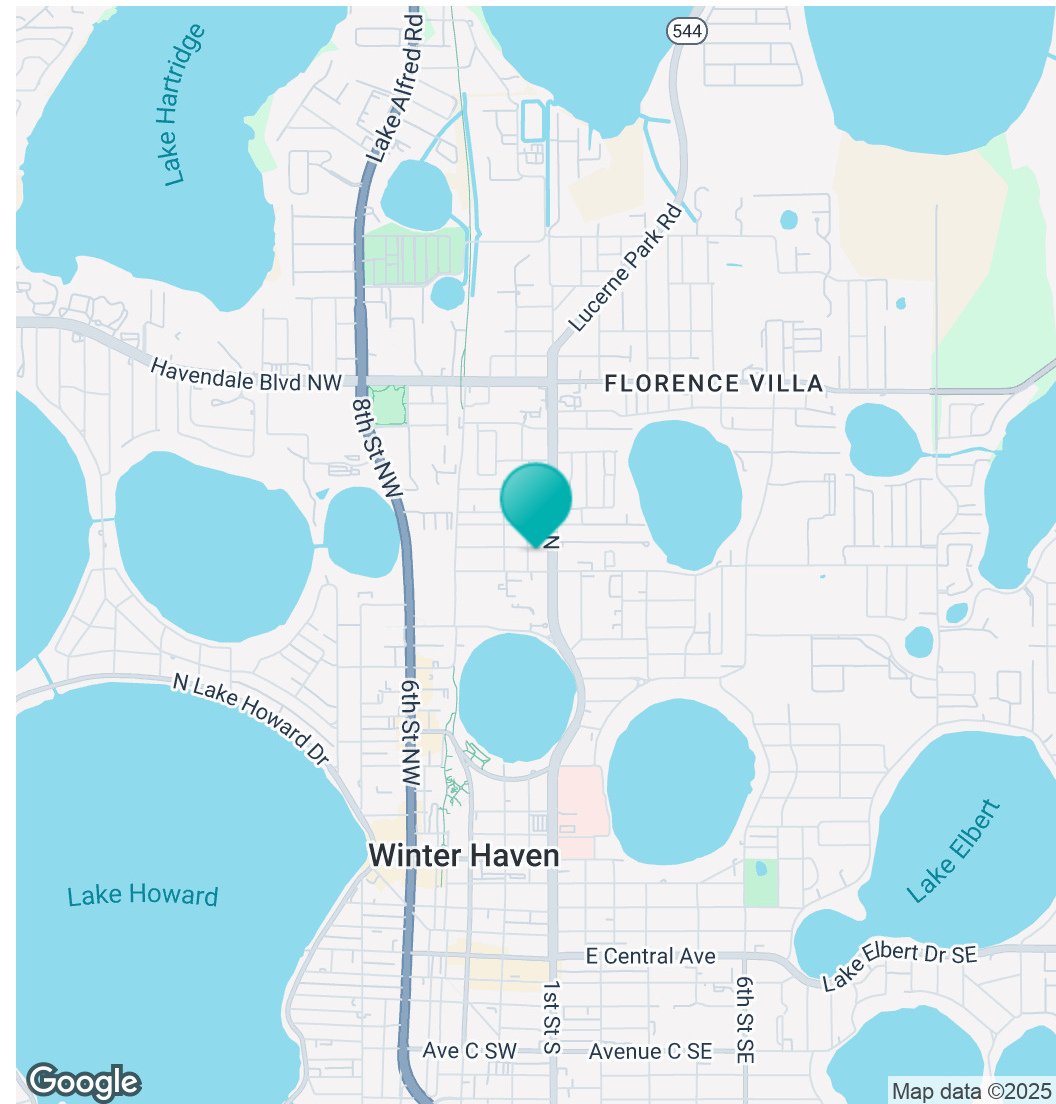 544
Lake Hartridge
Lake Alfred Rd
Lucerne Park Rd
Havendale Blvd NW
FLORENCE VILLA
8th St NW
N
N Lake Howard Dr
6th St NW
Winter Haven
Lake Elbert
Lake Howard
E Central Ave
Lake Elbert Dr SE
1st St S
6th St SE
Ave C SW
Avenue C SE
Google
Map data ©2025